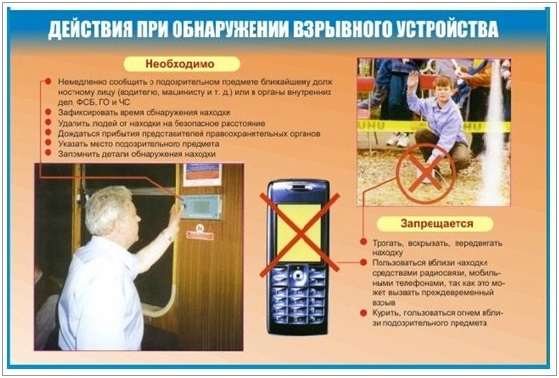 ДЕЙСТВИЯ ПРИ ОБНАРУЖЕНИИ ВЗРЫВНОГО УСТРОЙСТВА
Необходимо
Немедленно сообщить о подозрительном предмете ближайшему долж
ностному лицу (водителю, машинисту и т. д.) или в органы внутренних
дел. ФСБ, ГО и ЧС
Зафиксировать время обнаружения находки
Удалить людей от находки на безопасное расстояние
Дождаться прибытия представителей правоохранительных органов
Указать место подозрительного предмета
Запомнить детали обнаружения находки
Запрещается
Трогать, вскрывать, передвигать
находку
Пользоваться вблизи находки
средствами радиосвязи, мобиль-
ными телефонами, так как это мо-
жет вызвать преждевременный
взрыв
Курить, пользоваться огнем вбли-
зи подозрительного предмета